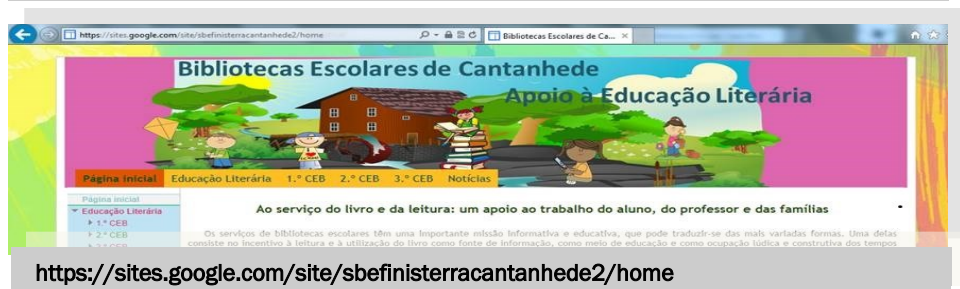 https://sites.google.com/site/sbefinisterracantanhede2/home
Bibliotecas Escolares de Ca...
Bibliotecas Escolares de Cantanhede
Apoio à Educação Literária
Página inicial Educação Literária 1.º CEB 2.º CEB 3.º CEB Notícias
Página inicial
Educação Literária
1.º CEB
2.º CEB
Ao serviço do livro e da leitura: um apoio ao trabalho do aluno, do professor e das famílias
Os serviços de bibliotecas escolares têm uma importante missão informativa e educativa, que pode traduzir-se das mais variadas formas. Uma delas
consiste no incentivo à leitura e à utilização do livro como fonte de informação, como meio de educação e como ocupação lúdica e construtiva dos tempos
https://sites.google.com/site/sbefinisterracantanhede2/home